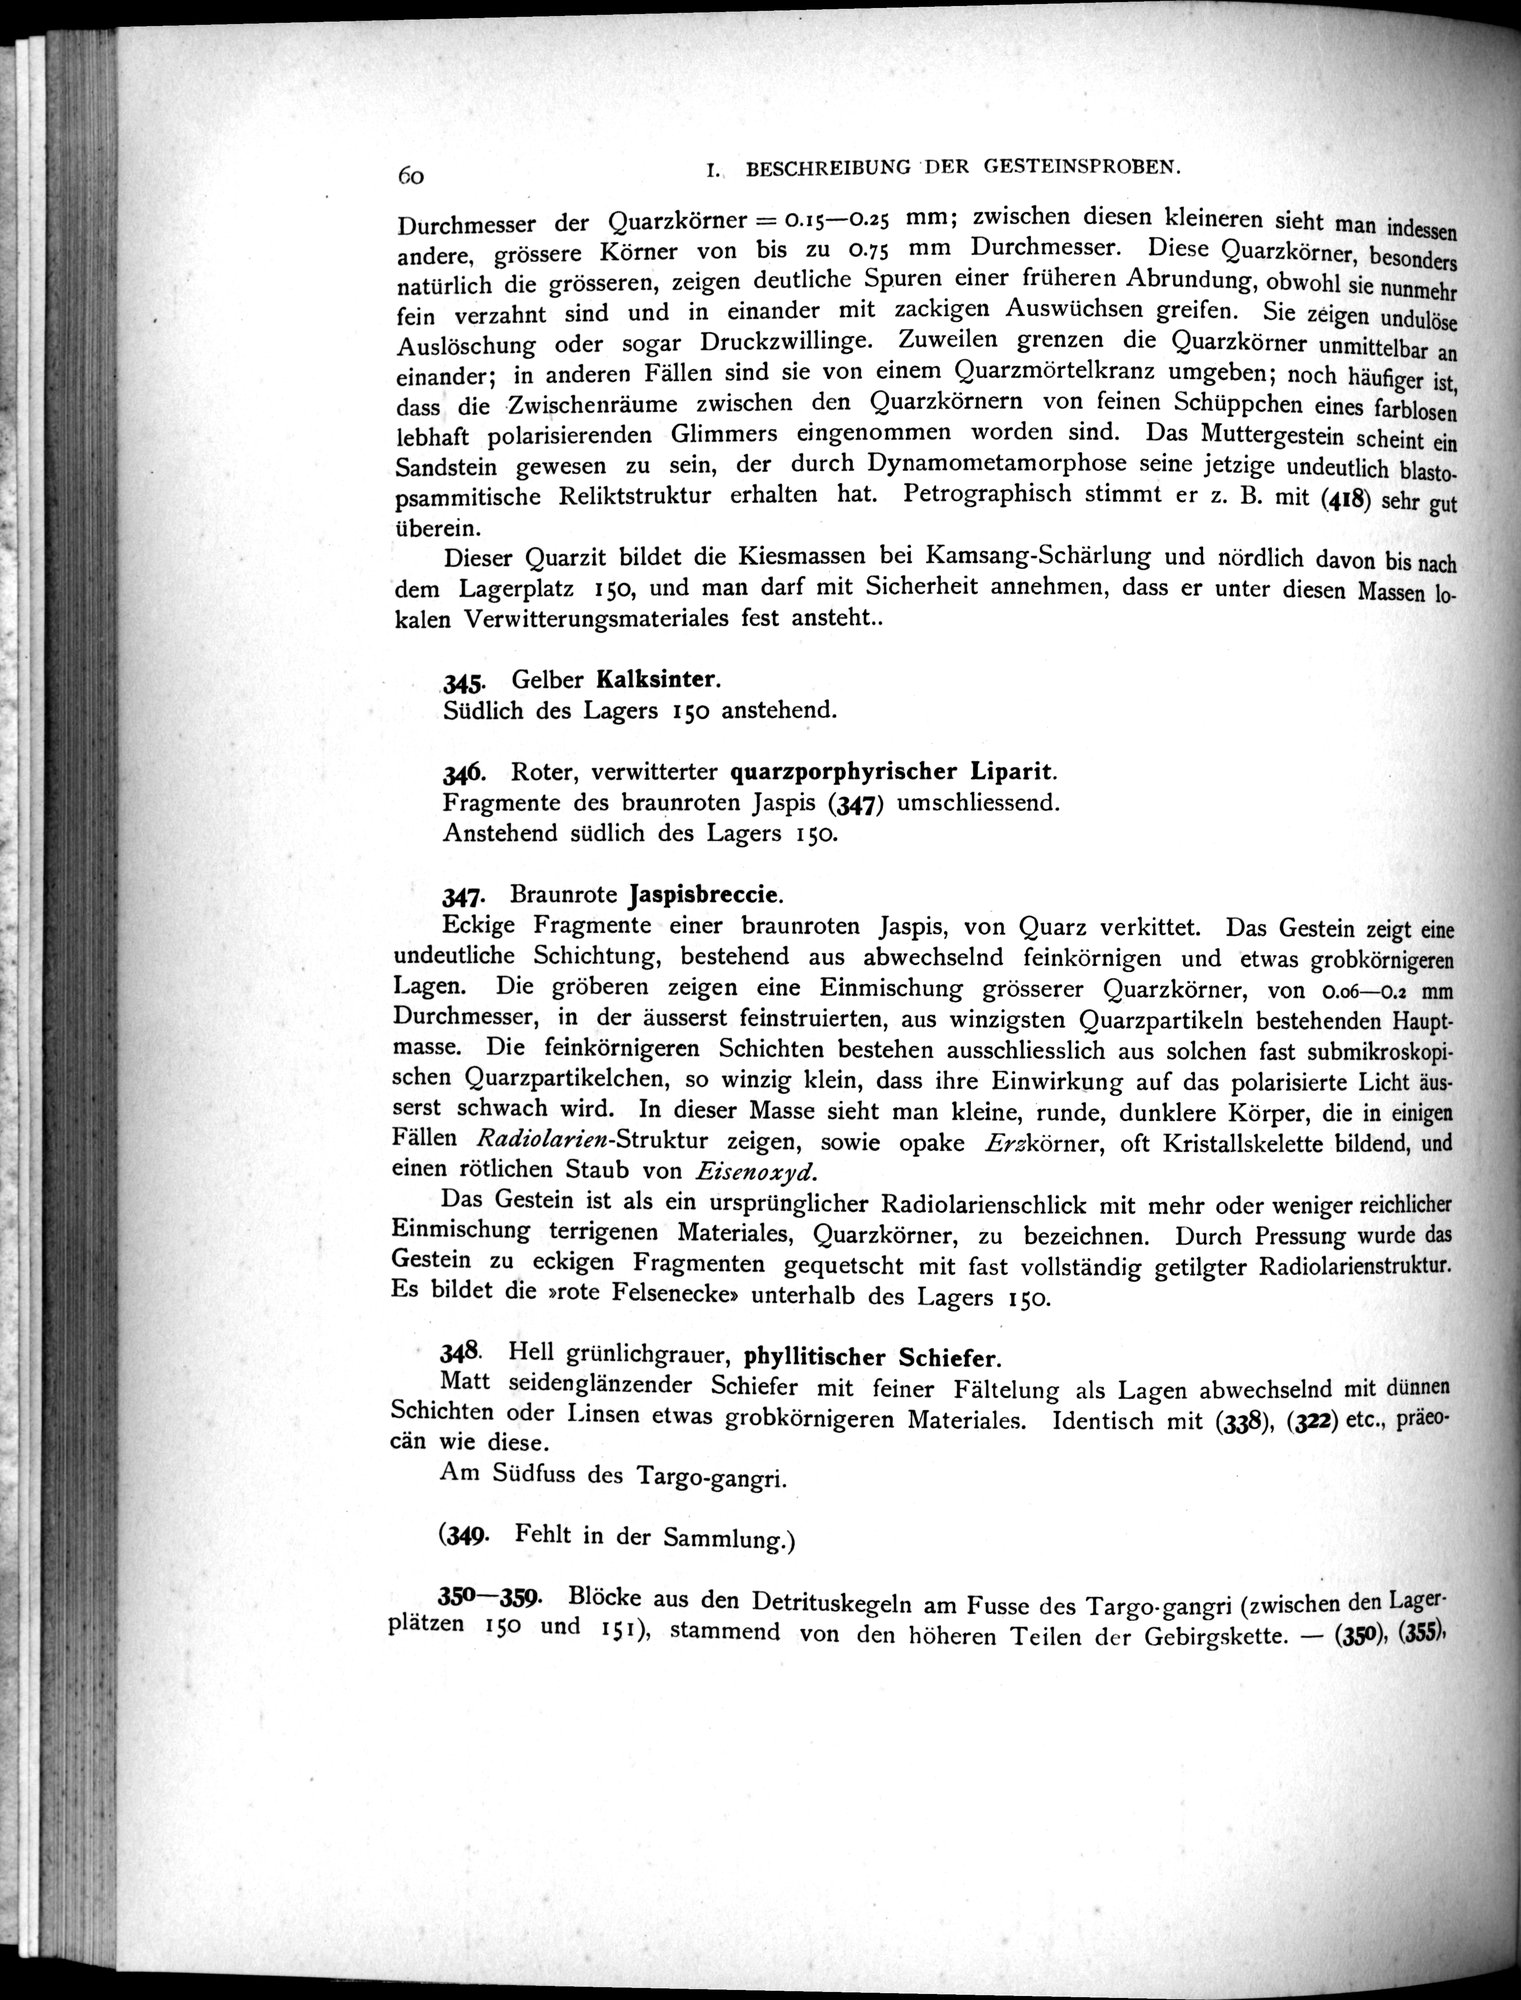 60
I. BESCHREIBUNG DER GESTEINSPROBEN.
Durchmesser der Quarzkörner = 0.15—0.25 mm; zwischen diesen kleineren sieht man indessen
andere, grössere Körner von bis zu 0.75 mm Durchmesser. Diese Quarzkörner, besonders
natürlich die grösseren, zeigen deutliche Spuren einer früheren Abrundung, obwohl sie nunmehr
fein verzahnt sind und in einander mit zackigen Auswüchsen greifen. Sie zeigen undulöse
Auslöschung oder sogar Druckzwillinge. Zuweilen grenzen die Quarzkörner unmittelbar an
einander; in anderen Fällen sind sie von einem Quarzmörtelkranz umgeben; noch häufiger ist,
dass die Zwischenräume zwischen den Quarzkörnern von feinen Schüppchen eines farblosen
lebhaft polarisierenden Glimmers eingenommen worden sind. Das Muttergestein scheint ein
Sandstein gewesen zu sein, der durch Dynamometamorphose seine jetzige undeutlich blasto-
psammitische Reliktstruktur erhalten hat. Petrographisch stimmt er z. B. mit (418) sehr gut
überein.
Dieser Quarzit bildet die Kiesmassen bei Kamsang-Schärlung und nördlich davon bis nach
dem Lagerplatz 150, und man darf mit Sicherheit annehmen, dass er unter diesen Massen lo-
kalen Verwitterungsmateriales fest ansteht..
345. Gelber Kalksinter.
Südlich des Lagers 150 anstehend.
346. Roter, verwitterter quarzporphyrischer Liparit.
Fragmente des braunroten Jaspis (347) umschliessend.
Anstehend südlich des Lagers 150.
347. Braunrote Jaspisbreccie.
Eckige Fragmente einer braunroten Jaspis, von Quarz verkittet. Das Gestein zeigt eine
undeutliche Schichtung, bestehend aus abwechselnd feinkörnigen und etwas grobkörnigeren
Lagen. Die gröberen zeigen eine Einmischung grösserer Quarzkörner, von 0.06—0.2 mm
Durchmesser, in der äusserst feinstruierten, aus winzigsten Quarzpartikeln bestehenden Haupt-
masse. Die feinkörnigeren Schichten bestehen ausschliesslich aus solchen fast submikroskopi-
schen Quarzpartikelchen, so winzig klein, dass ihre Einwirkung auf das polarisierte Licht äus-
serst schwach wird. In dieser Masse sieht man kleine, runde, dunklere Körper, die in einigen
Fällen Radiolarien-Struktur zeigen, sowie opake Erzkörner, oft Kristallskelette bildend, und
einen rötlichen Staub von Eisenoxyd.
Das Gestein ist als ein ursprünglicher Radiolarienschlick mit mehr oder weniger reichlicher
Einmischung terrigenen Materiales, Quarzkörner, zu bezeichnen. Durch Pressung wurde das
Gestein zu eckigen Fragmenten gequetscht mit fast vollständig getilgter Radiolarienstruktur.
Es bildet die »rote Felsenecke» unterhalb des Lagers 150.
348. Hell grünlichgrauer, phyllitischer Schiefer.
Matt seidenglänzender Schiefer mit feiner Fältelung als Lagen abwechselnd mit dünnen
Schichten oder Linsen etwas grobkörnigeren Materiales. Identisch mit (338), (322) etc., präeo-
cän wie diese.
Am Südfuss des Targo-gangri.
(349. Fehlt in der Sammlung.)
350—359. Blöcke aus den Detrituskegeln am Fusse des Targo-gangri (zwischen den Lager-
plätzen 150 und 151), stammend von den höheren Teilen der Gebirgskette. — (350), (355),